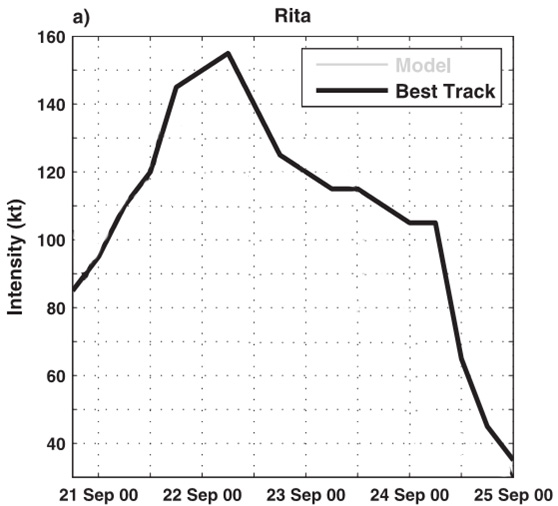 a)
Rita
160
140
120
100
80
60
40
Intensity (kt)
Model
Best Track
21 Sep 00
22 Sep 00
23 Sep 00
24 Sep 00
25 Sep 00